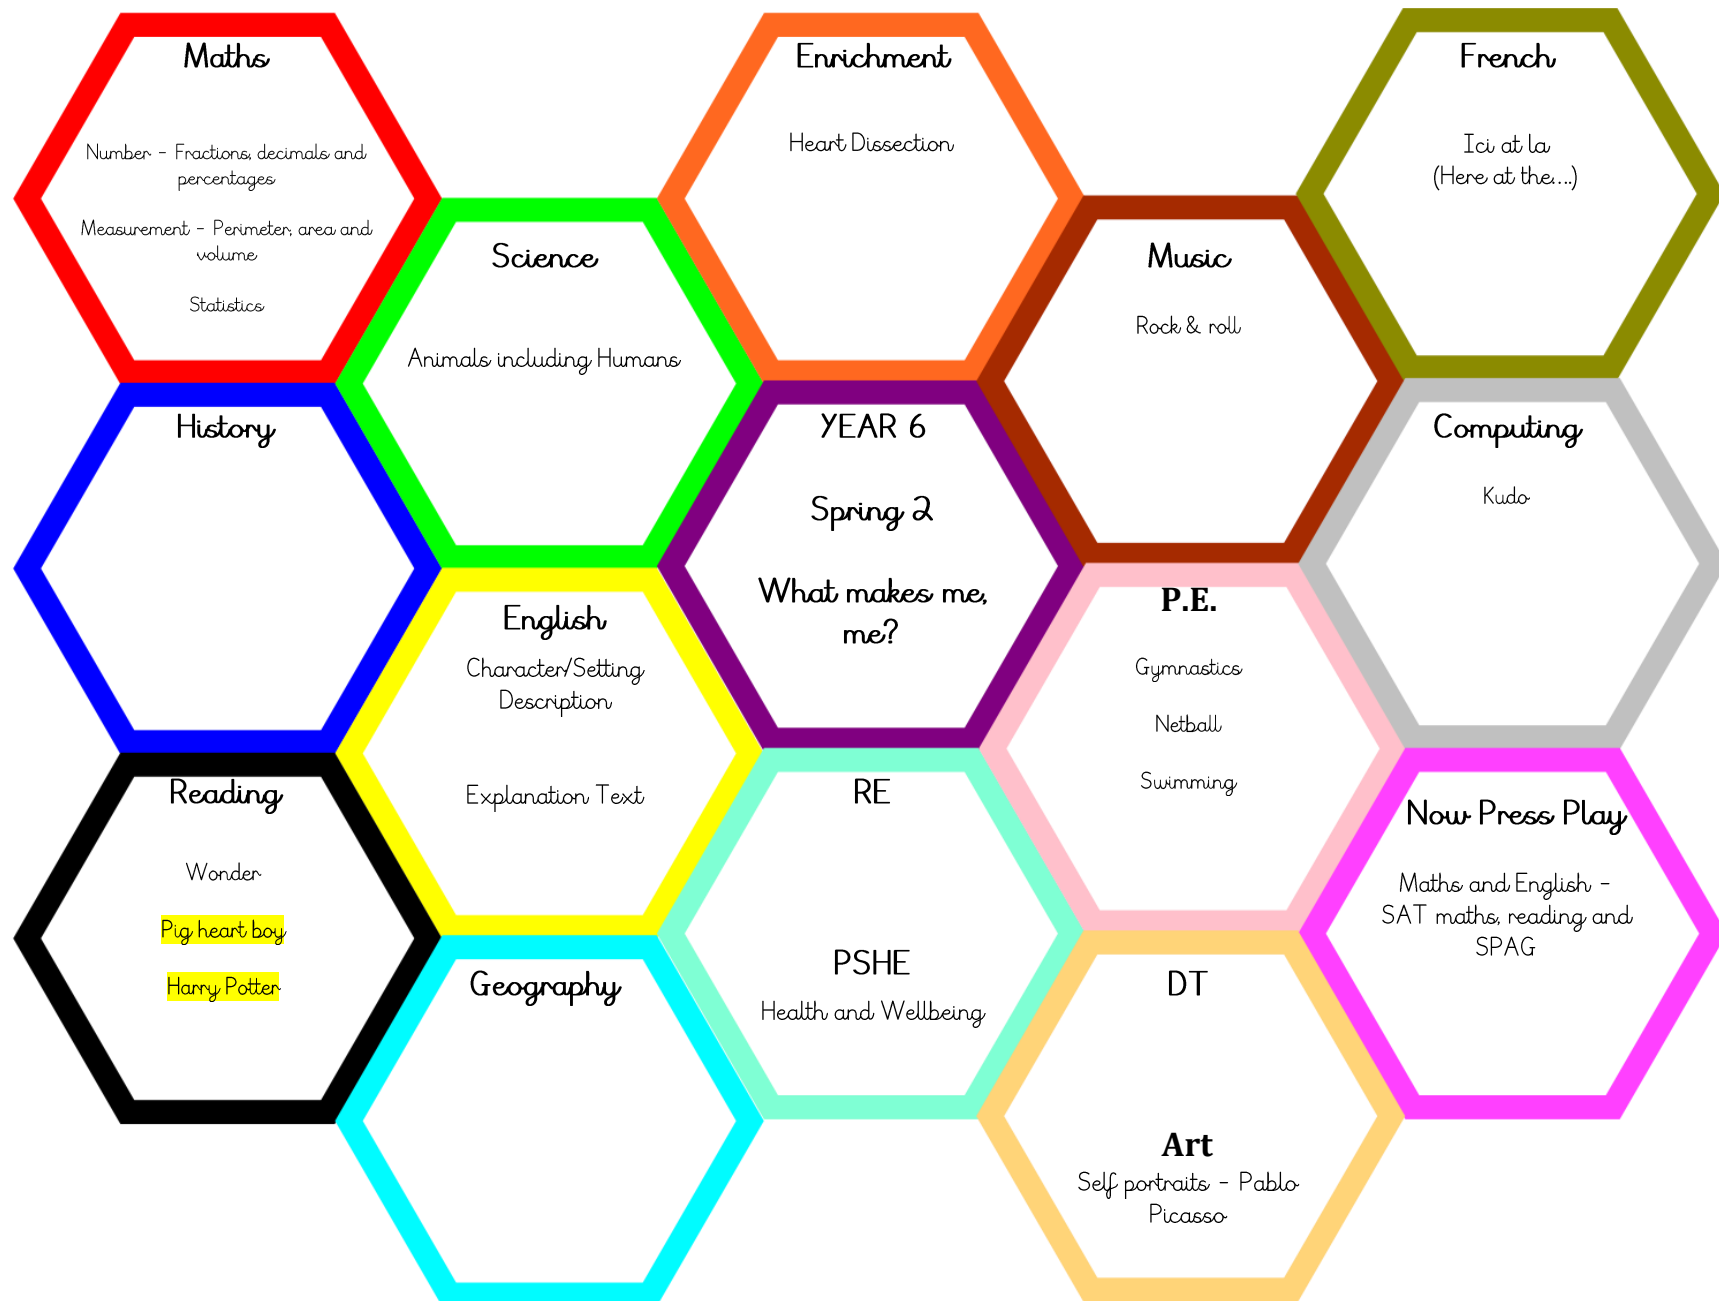 Maths
Number - Fractions, decimals and
percentages
Measurement - Perimeter, area and
volume
Statistics
Enrichment
Heart Dissection
French
Ici at la
(Here at the....)
Science
Animals including Humans
Music
Rock & roll
History
YEAR 6
Spring 2
What makes me,
me?
Computing
Kudo
English
Character/Setting
Description
Explanation Text
P.E.
Gymnastics
Netball
Swimming
Reading
Wonder
Pig heart boy
Harry Potter
RE
PSHE
Health and Wellbeing
Now Press Play
Maths and English -
SAT maths, reading and
SPAG
Geography
DT
Art
Self portraits - Pablo
Picasso